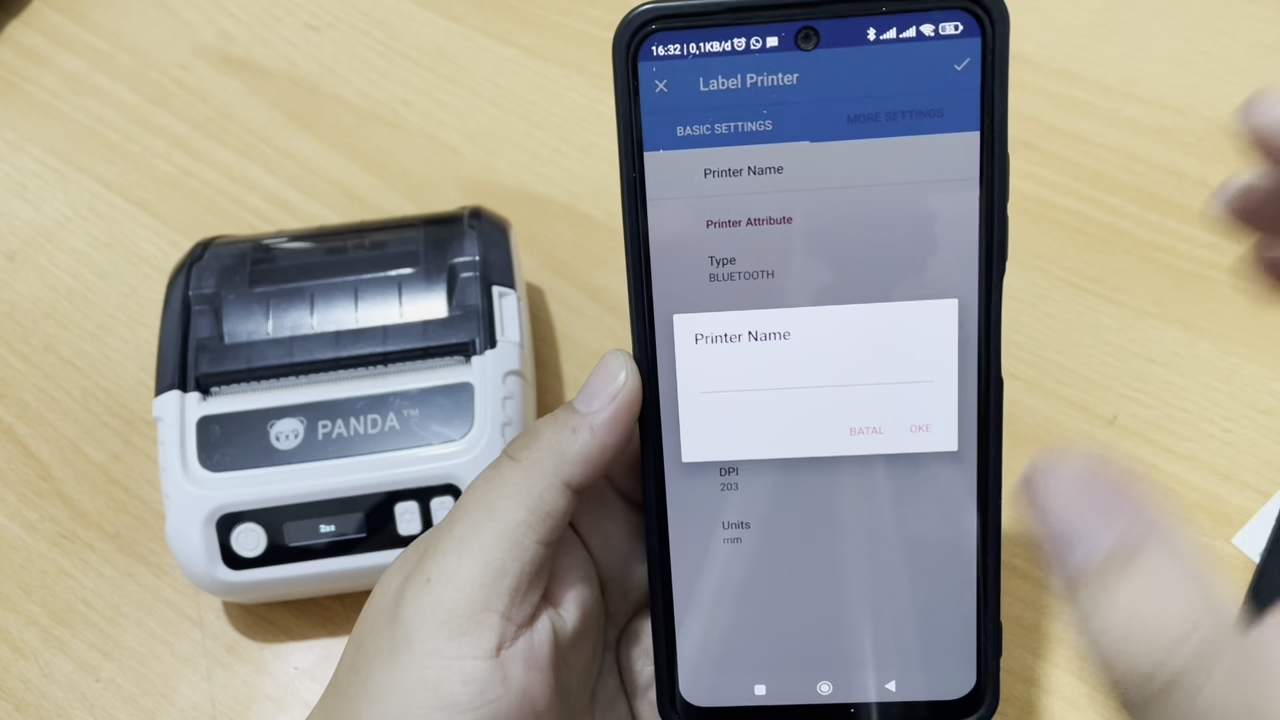 16:32 | 0,1KB/d
Label Printer
BASIC SETTINGS
MORE SETTINGS
Printer Name
Printer Attribute
Type
BLUETOOTH
Printer Name
BATAL
OKE
DPI
203
Units
mm
PANDA™